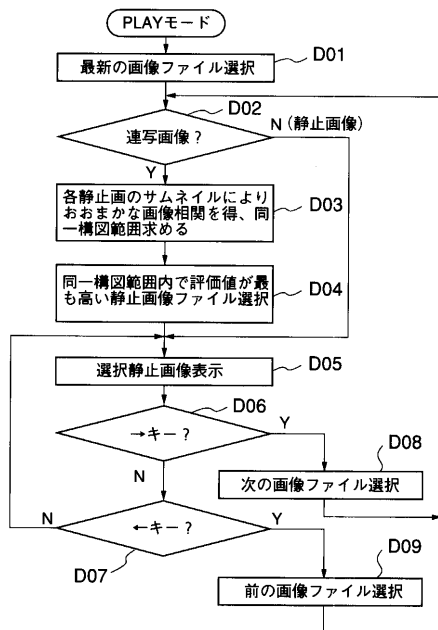 PLAYモード
D01
最新の画像ファイル選択
D02
N(静止画像)
連写画像?
Y
各静止画のサムネイルにより
おおまかな画像相関を得、同
一構図範囲求める
D03
同一構図範囲内で評価値が最
も高い静止画像ファイル選択
D04
選択静止画像表示
D05
D06
→キー?
Y
N
D08
次の画像ファイル選択
N
←キー?
Y
D07
D09
前の画像ファイル選択